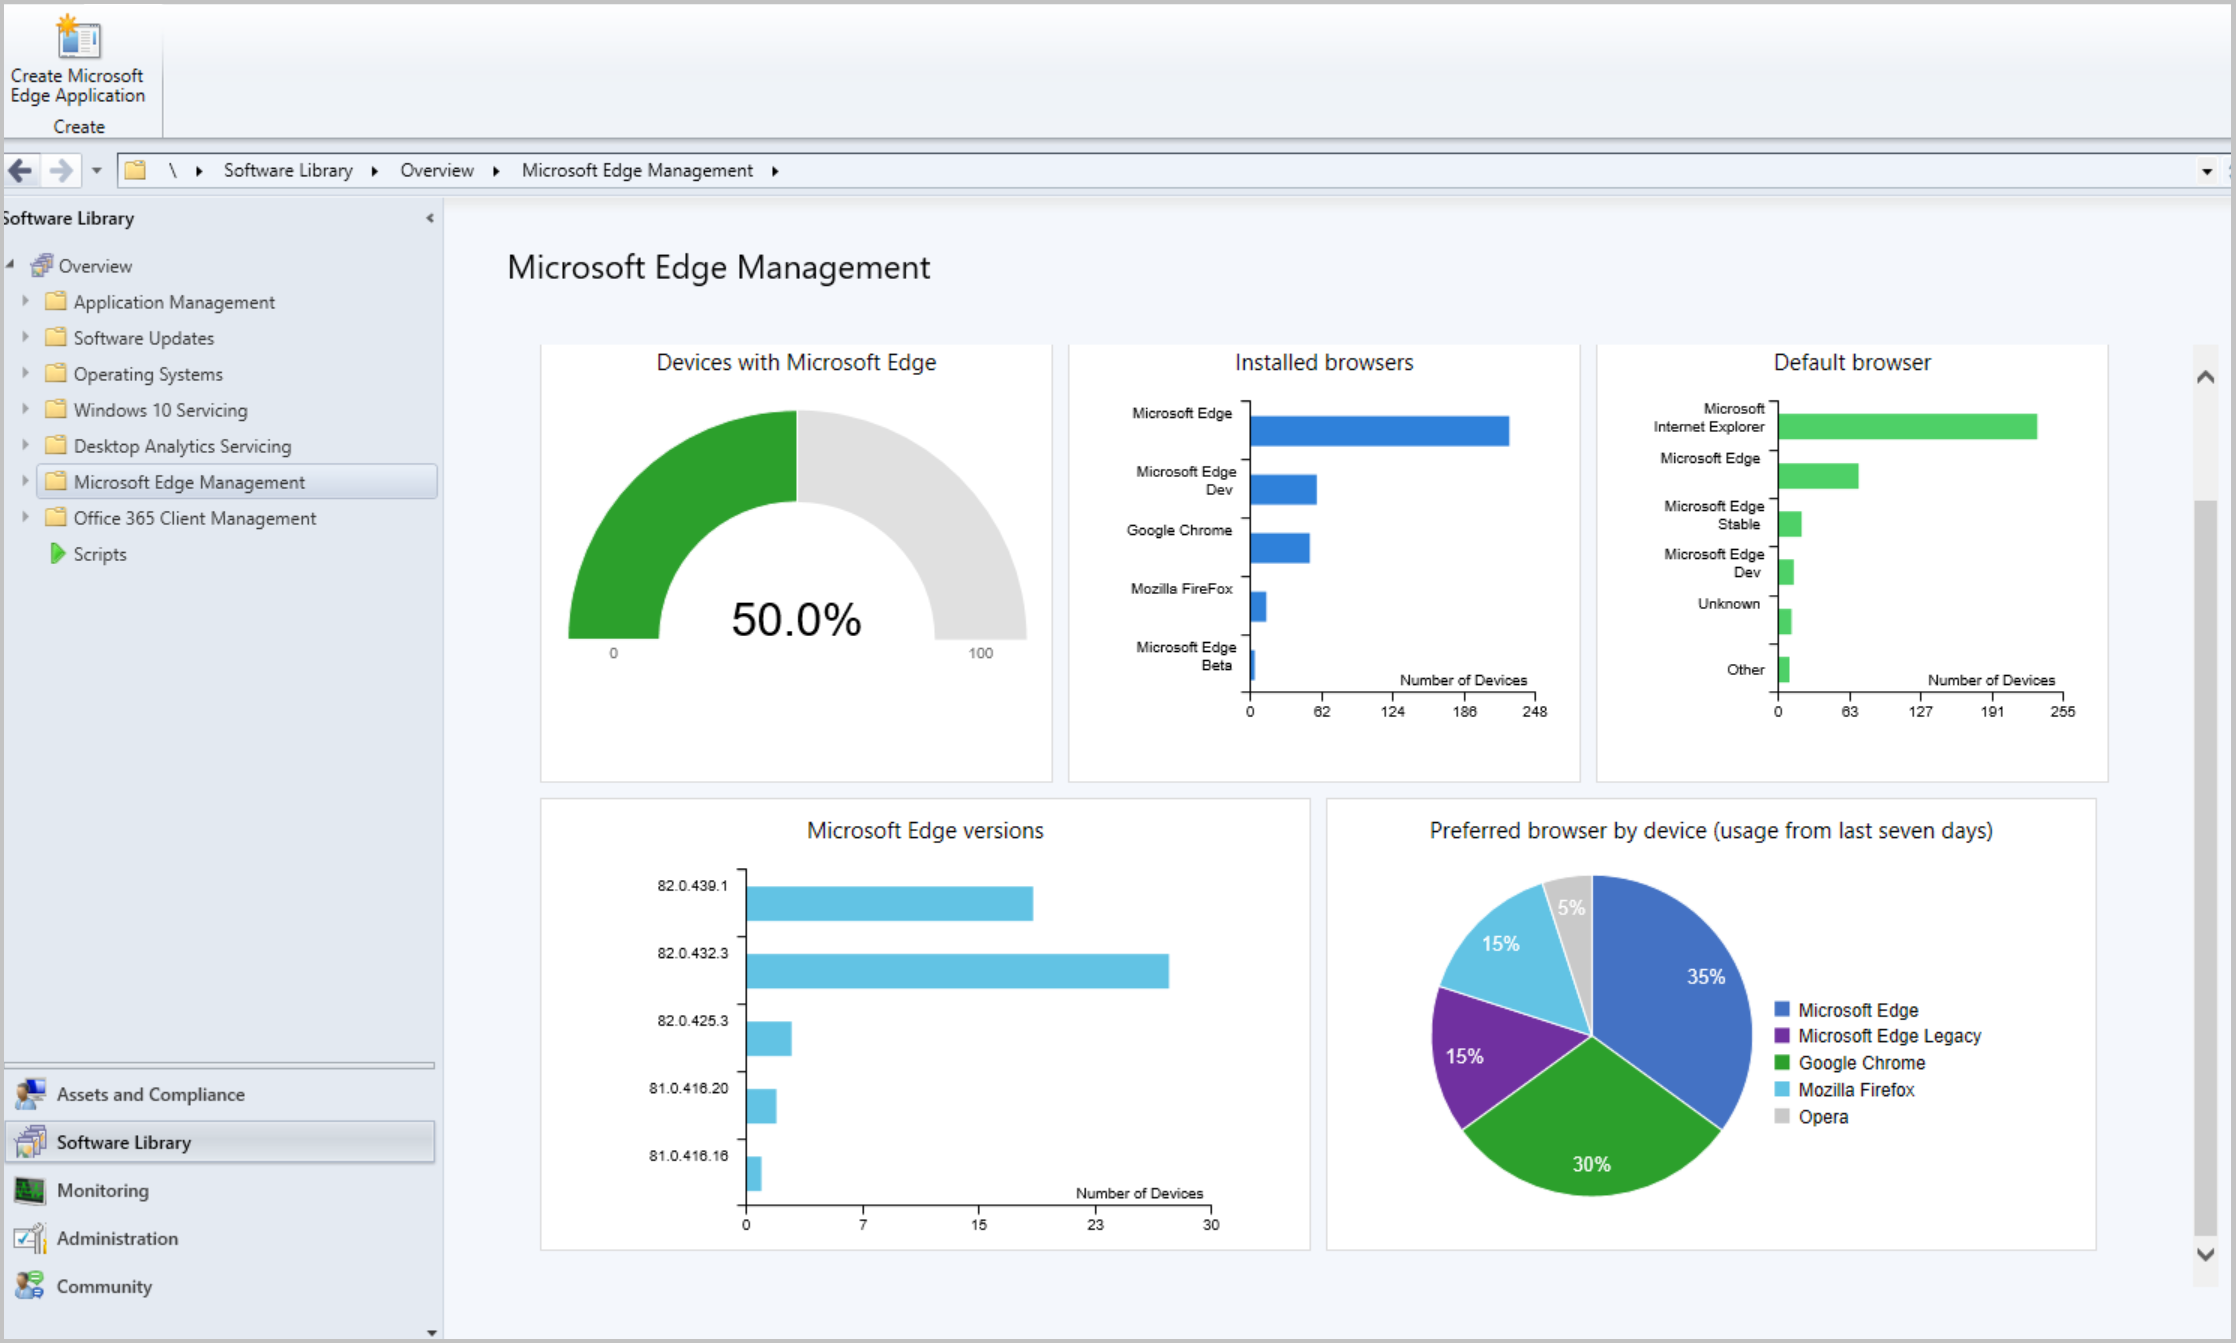 Create Microsoft
Edge Application
Create
\ Software Library Overview Microsoft Edge Management
Software Library
Overview
Application Management
Software Updates
Operating Systems
Windows 10 Servicing
Desktop Analytics Servicing
Microsoft Edge Management
Office 365 Client Management
Scripts
Assets and Compliance
Software Library
Monitoring
Administration
Community
Microsoft Edge Management
Devices with Microsoft Edge
50.0%
0 100
Installed browsers
Microsoft Edge
Microsoft Edge
Dev
Google Chrome
Mozilla FireFox
Microsoft Edge
Beta
Number of Devices
0 62 124 186 248
Default browser
Microsoft
Internet Explorer
Microsoft Edge
Microsoft Edge
Stable
Microsoft Edge
Dev
Unknown
Other
Number of Devices
0 63 127 191 255
Microsoft Edge versions
82.0.439.1
82.0.432.3
82.0.425.3
81.0.416.20
81.0.416.16
Number of Devices
0 7 15 23 30
Preferred browser by device (usage from last seven days)
5%
15%
35%
15%
30%
Microsoft Edge
Microsoft Edge Legacy
Google Chrome
Mozilla Firefox
Opera